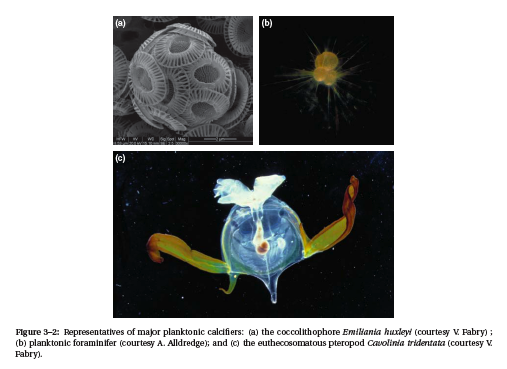 (a)
(b)
(c)
Figure 3–2: Representatives of major planktonic calcifiers: (a) the coccolithophore Emiliania huxleyi (courtesy V. Fabry) ;
(b) planktonic foraminifer (courtesy A. Alldredge); and (c) the euthecosomatous pteropod Cavolinia tridentata (courtesy V.
Fabry).